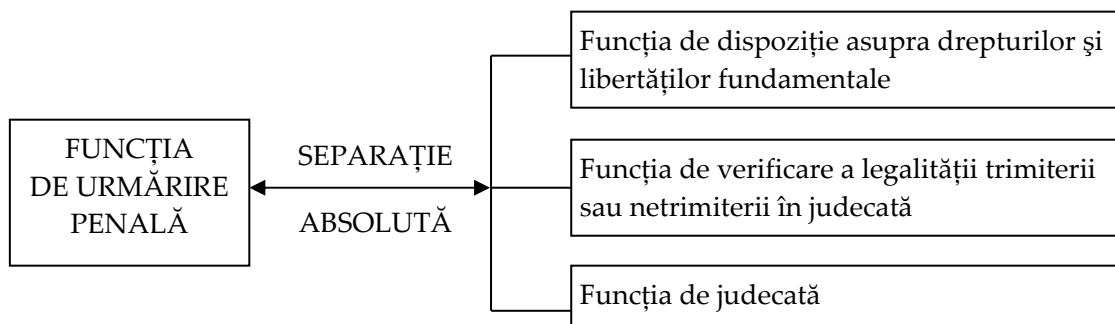 FUNCȚIA
DE URMĂRIRE
PENALĂ
SEPARAȚIE
ABSOLUTĂ
Funcția de dispoziție asupra drepturilor şi
libertăților fundamentale
Funcția de verificare a legalității trimiterii
sau netrimiterii în judecată
Funcția de judecată